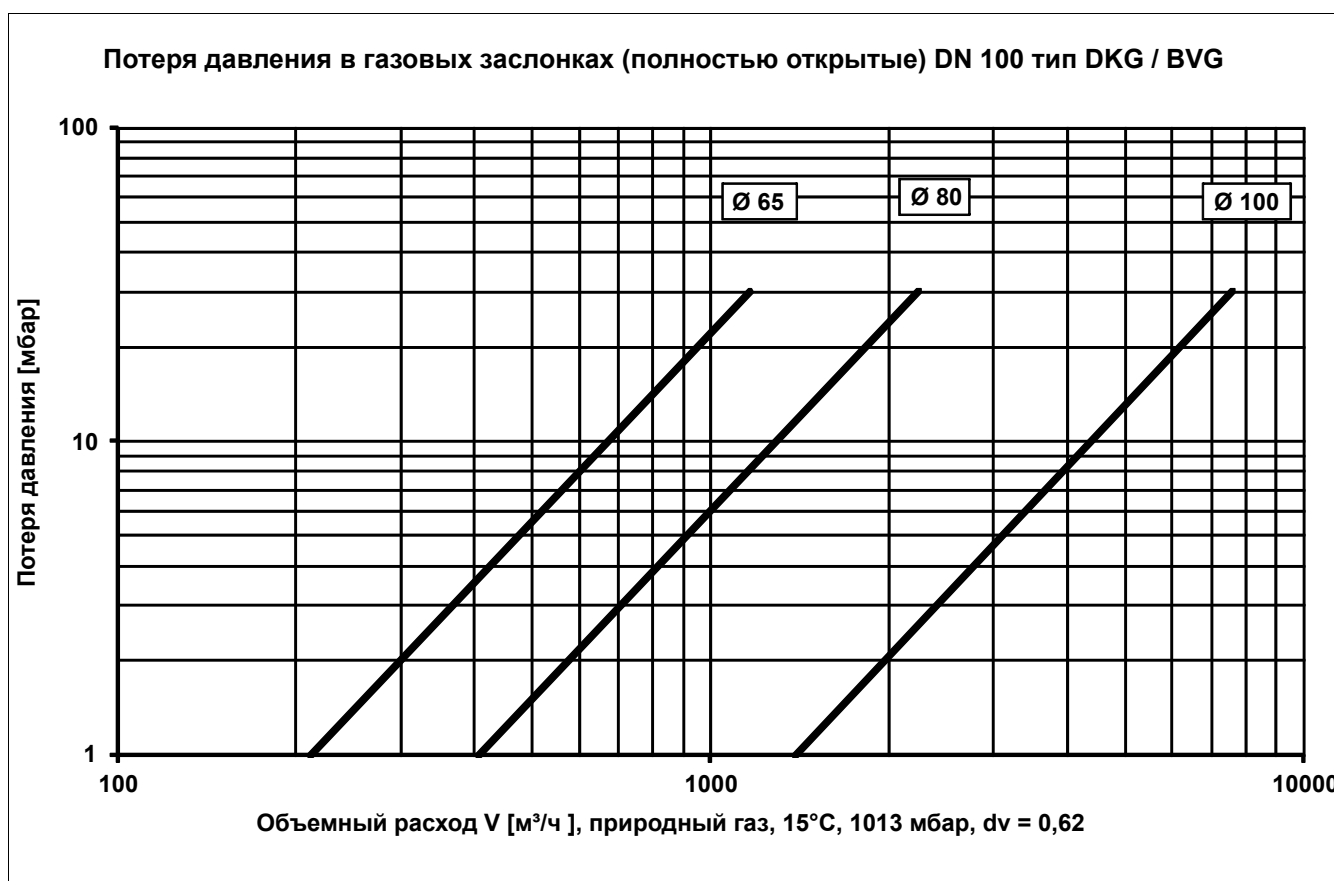 Потеря давления в газовых заслонках (полностью открытые) DN 100 тип DKG / BVG
100
Ø 65
Ø 80
Ø 100
Потеря давления [мбар]
10
1
100
1000
10000
Объемный расход V [м³/ч ], природный газ, 15°C, 1013 мбар, dv = 0,62